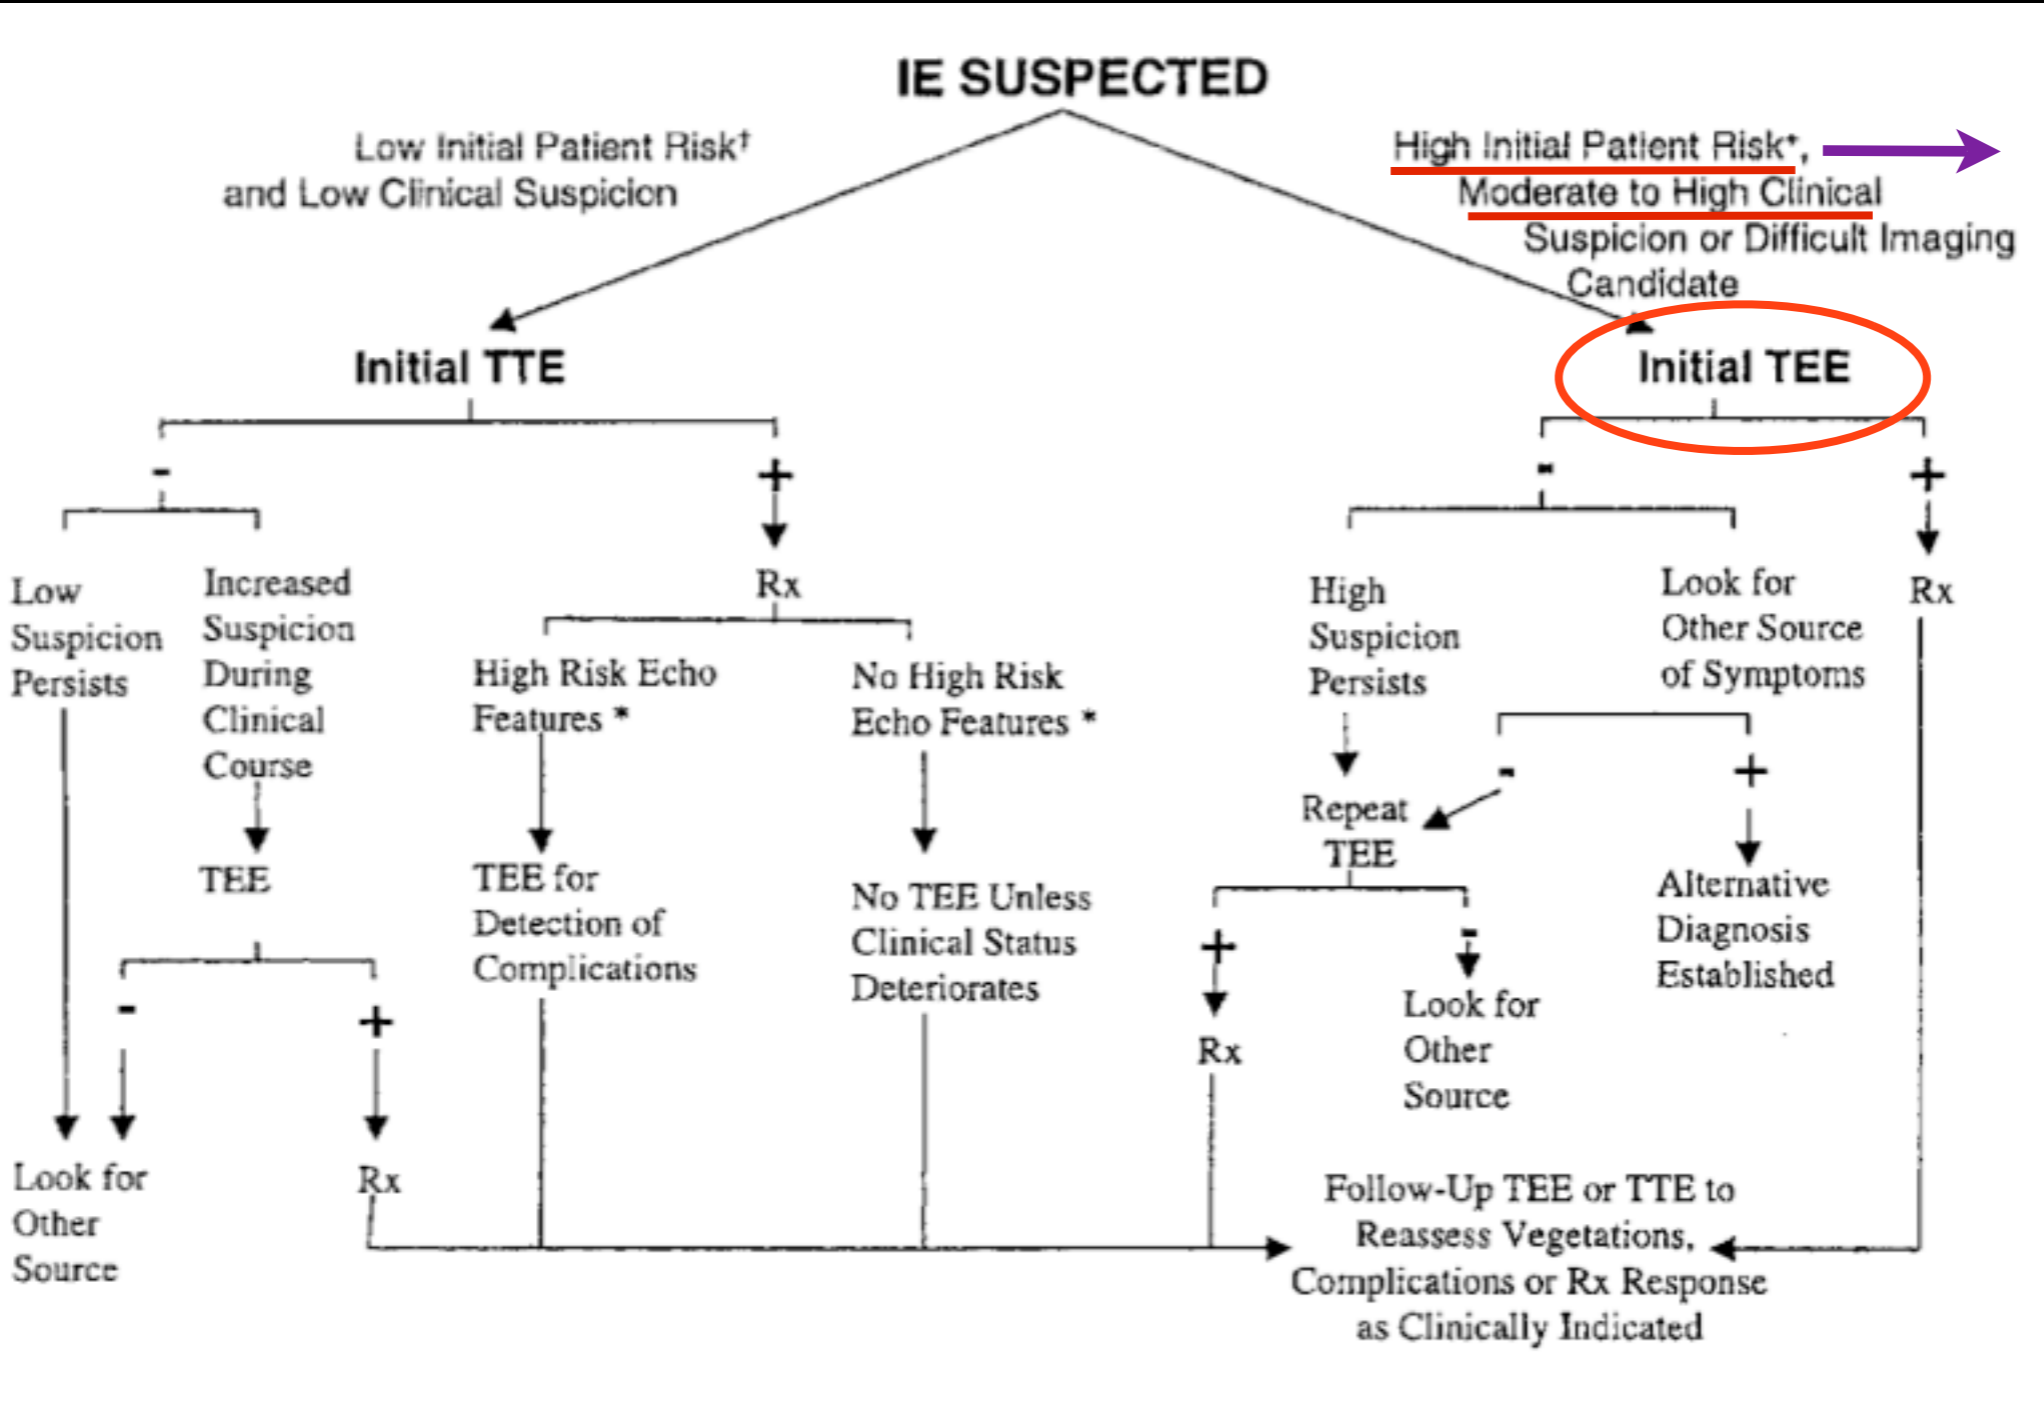 IE SUSPECTED
Low Initial Patient Risk†
and Low Clinical Suspicion
High Initial Patient Risk+,
Moderate to High Clinical
Suspicion or Difficult Imaging
Candidate
Initial TTE
Initial TEE
-
+
-
+
Low
Suspicion
Persists
Increased
Suspicion
During
Clinical
Course
Rx
High Risk Echo
Features *
No High Risk
Echo Features *
High
Suspicion
Persists
Look for
Other Source
of Symptoms
Rx
-
+
TEE
TEE for
Detection of
Complications
No TEE Unless
Clinical Status
Deteriorates
Repeat
TEE
Alternative
Diagnosis
Established
-
+
+
-
Rx
Look for
Other
Source
Look for
Other
Source
Rx
Follow-Up TEE or TTE to
Reassess Vegetations,
Complications or Rx Response
as Clinically Indicated